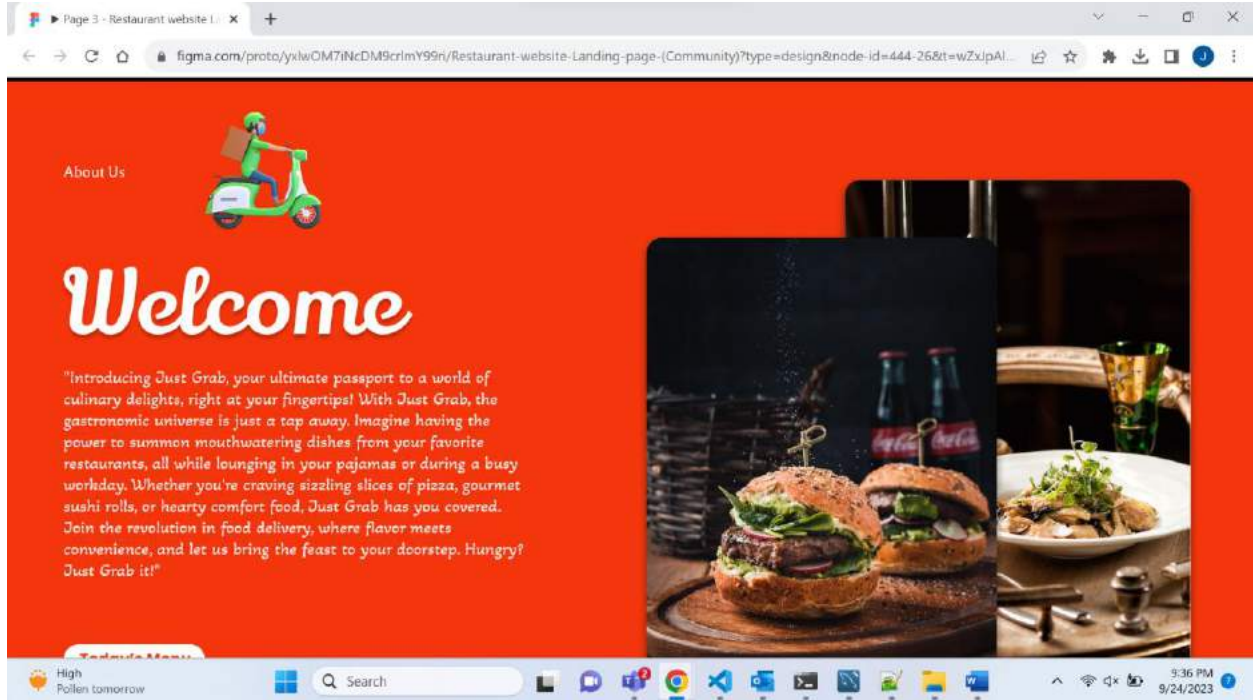 Page 3 - Restaurant website L
figma.com/proto/yxlwOM7iNcDM9crlmY99ri/Restaurant-website-Landing-page-(Community)?type=design&node-id=444-26&t=wZxJpAl...
J
About Us
Welcome
"Introducing Just Grab, your ultimate passport to a world of
culinary delights, right at your fingertips! With Just Grab, the
gastronomic universe is just a tap away. Imagine having the
power to summon mouthwatering dishes from your favorite
restaurants, all while lounging in your pajamas or during a busy
workday. Whether you're craving sizzling slices of pizza, gourmet
sushi rolls, or hearty comfort food, Just Grab has you covered.
Join the revolution in food delivery, where flavor meets
convenience, and let us bring the feast to your doorstep. Hungry?
Just Grab it!"
Coca-Cola Coca-Cola
Today's Menu
High
Pollen tomorrow
Search
9:36 PM
9/24/2023